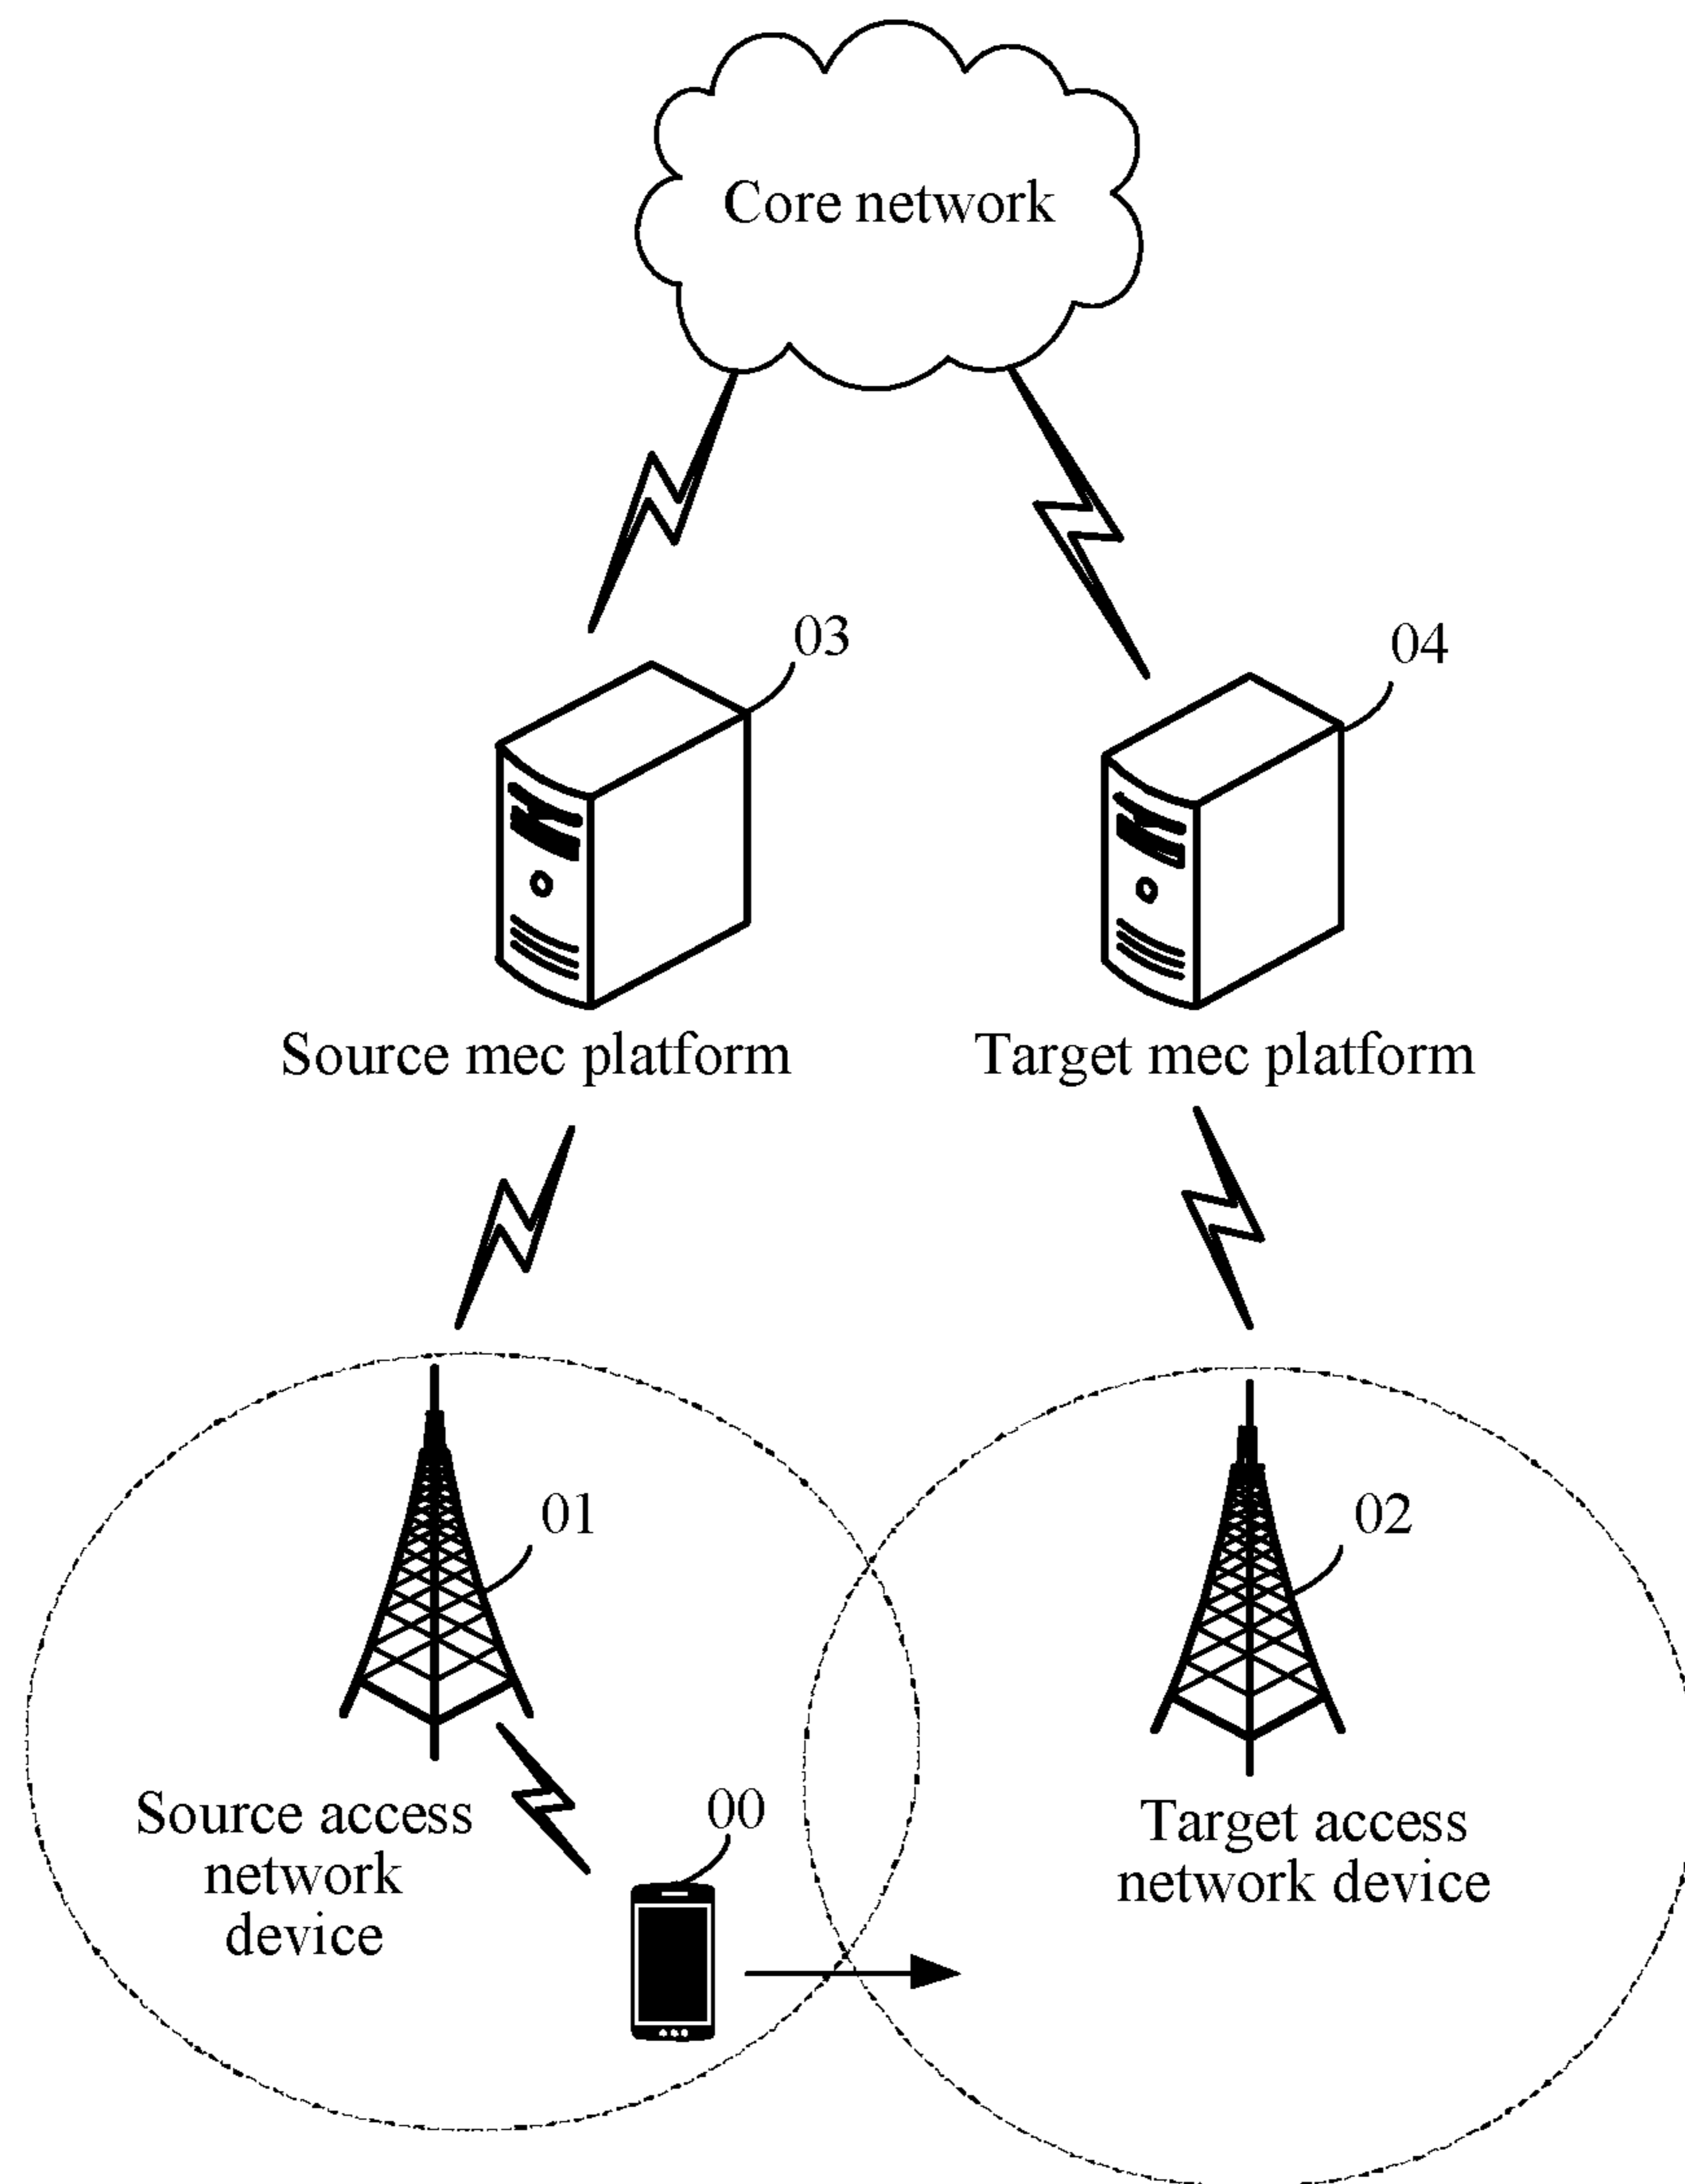 Core network
03
04
Source mec platform
Target mec platform
01
02
Source access
network
device
00
Target access
network device